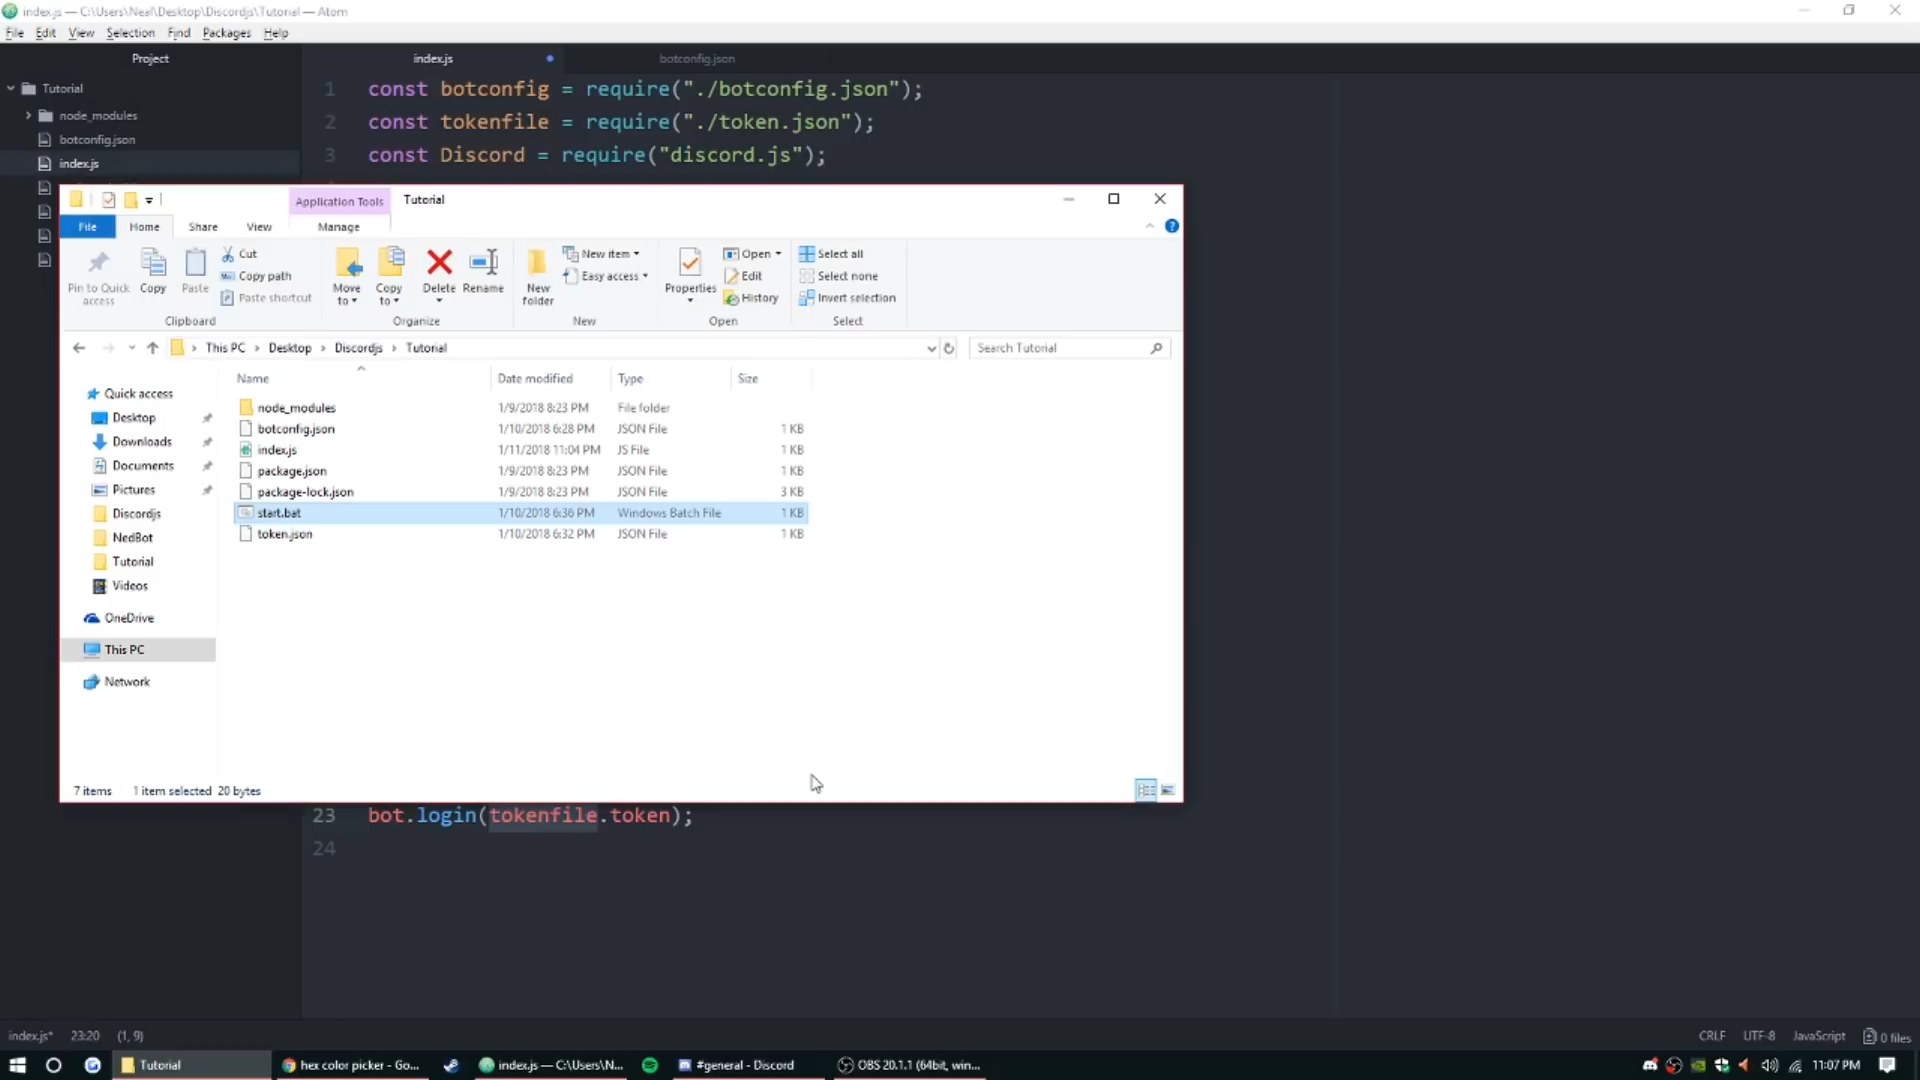 index.js — C:\Users\Neal\Desktop\Discordjs\Tutorial — Atom
File Edit View Selection Find Packages Help
Project
index.js
botconfig.json
Tutorial
node_modules
botconfig.json
index.js
1 const botconfig = require("./botconfig.json");
2 const tokenfile = require("./token.json");
3 const Discord = require("discord.js");
Application Tools
Tutorial
File Home Share View Manage
Pin to Quick access
Copy
Paste
Cut
Copy path
Paste shortcut
Clipboard
Move to
Copy to
Delete
Rename
Organize
New folder
New item
Easy access
New
Properties
Open
Edit
History
Open
Select all
Select none
Invert selection
Select
This PC > Desktop > Discordjs > Tutorial
Search Tutorial
Name Date modified Type Size
node_modules 1/9/2018 8:23 PM File folder
botconfig.json 1/10/2018 6:28 PM JSON File 1 KB
index.js 1/11/2018 11:04 PM JS File 1 KB
package.json 1/9/2018 8:23 PM JSON File 1 KB
package-lock.json 1/9/2018 8:23 PM JSON File 3 KB
start.bat 1/10/2018 6:36 PM Windows Batch File 1 KB
token.json 1/10/2018 6:32 PM JSON File 1 KB
Quick access
Desktop
Downloads
Documents
Pictures
Discordjs
NedBot
Tutorial
Videos
OneDrive
This PC
Network
7 items 1 item selected 20 bytes
23 bot.login(tokenfile.token);
24
index.js* 23:20 (1, 9)
CRLF UTF-8 JavaScript 0 files
Tutorial
hex color picker - Go...
index.js — C:\Users\N...
#general - Discord
OBS 20.1.1 (64bit, win...
11:07 PM